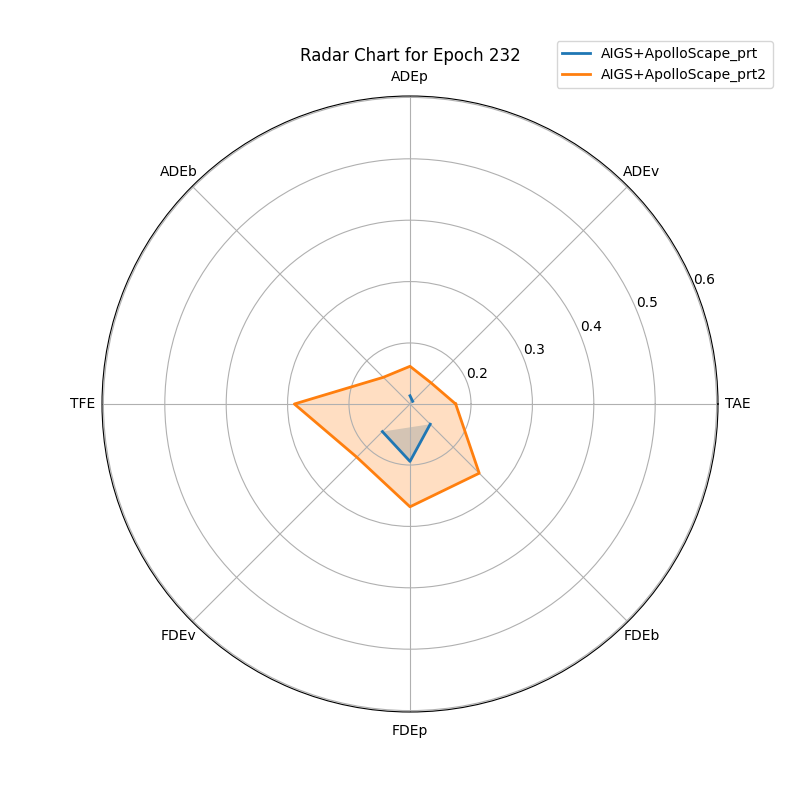 Radar Chart for Epoch 232
AIGS+ApolloScape_prt
AIGS+ApolloScape_prt2
ADEp
ADEb
ADEv
0.6
0.5
0.4
0.3
0.2
TFE
TAE
FDEv
FDEb
FDEp